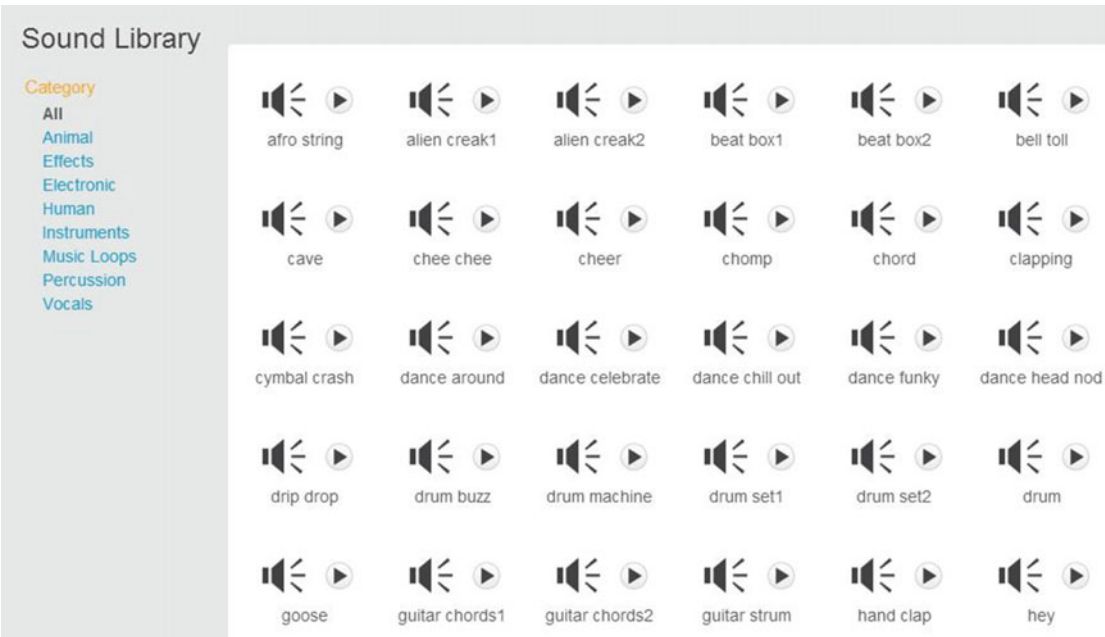 Sound Library
Category
All
Animal
Effects
Electronic
Human
Instruments
Music Loops
Percussion
Vocals
afro string alien creak1 alien creak2 beat box1 beat box2 bell toll
cave chee chee cheer chomp chord clapping
cymbal crash dance around dance celebrate dance chill out dance funky dance head nod
drip drop drum buzz drum machine drum set1 drum set2 drum
goose guitar chords1 guitar chords2 guitar strum hand clap hey